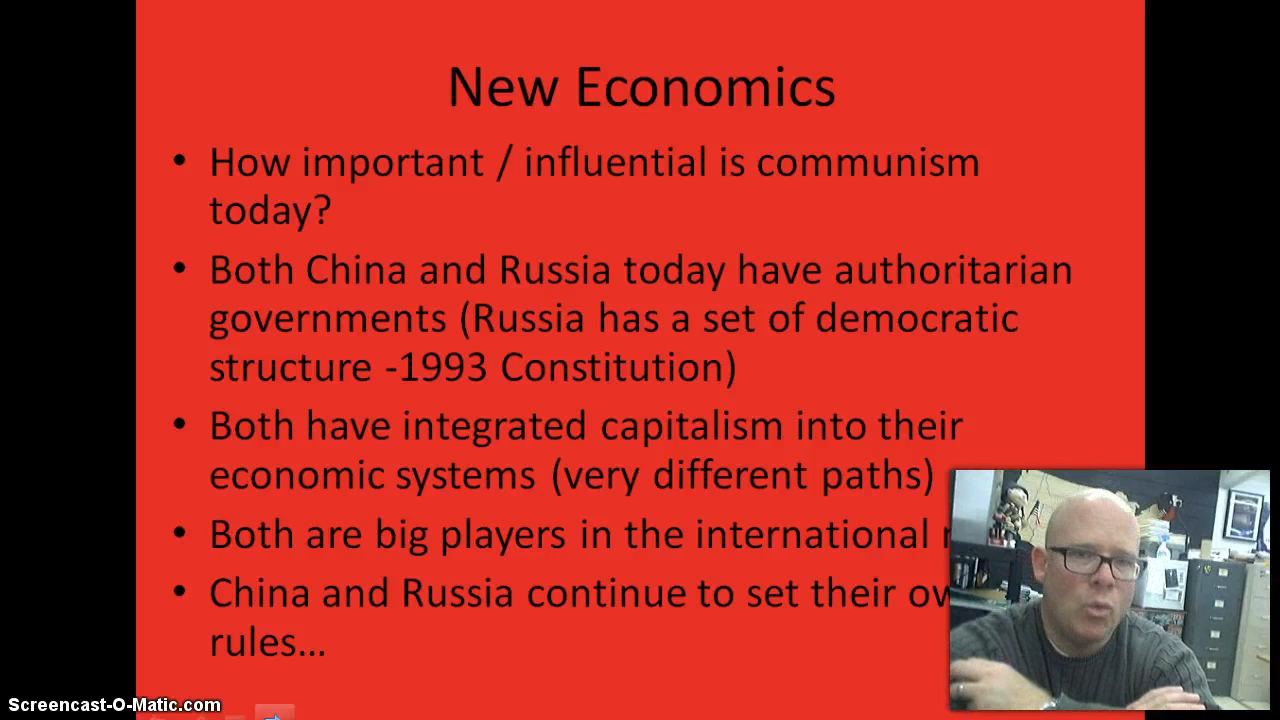 New Economics
• How important / influential is communism
today?
• Both China and Russia today have authoritarian
governments (Russia has a set of democratic
structure -1993 Constitution)
• Both have integrated capitalism into their
economic systems (very different paths)
• Both are big players in the international
• China and Russia continue to set their
rules...
Screencast-O-Matic.com